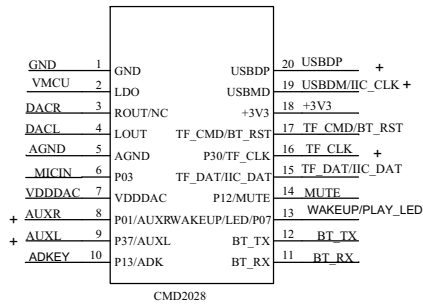 GND 1 GND USBDP 20 USBDP +
VMCU 2 LDO USBMD 19 USBDM/IIC_CLK +
DACR 3 ROUT/NC +3V3 18 +3V3
DACL 4 LOUT TF_CMD/BT_RST 17 TF_CMD/BT_RST
AGND 5 AGND P30/TF_CLK 16 TF_CLK +
MICIN 6 P03 TF_DAT/IIC_DAT 15 TF_DAT/IIC_DAT
VDDDAC 7 VDDDAC P12/MUTE 14 MUTE
+ AUXR 8 P01/AUXR WAKEUP/LED/P07 13 WAKEUP/PLAY_LED
+ AUXL 9 P37/AUXL BT_TX 12 BT_TX
ADKEY 10 P13/ADK BT_RX 11 BT_RX
CMD2028